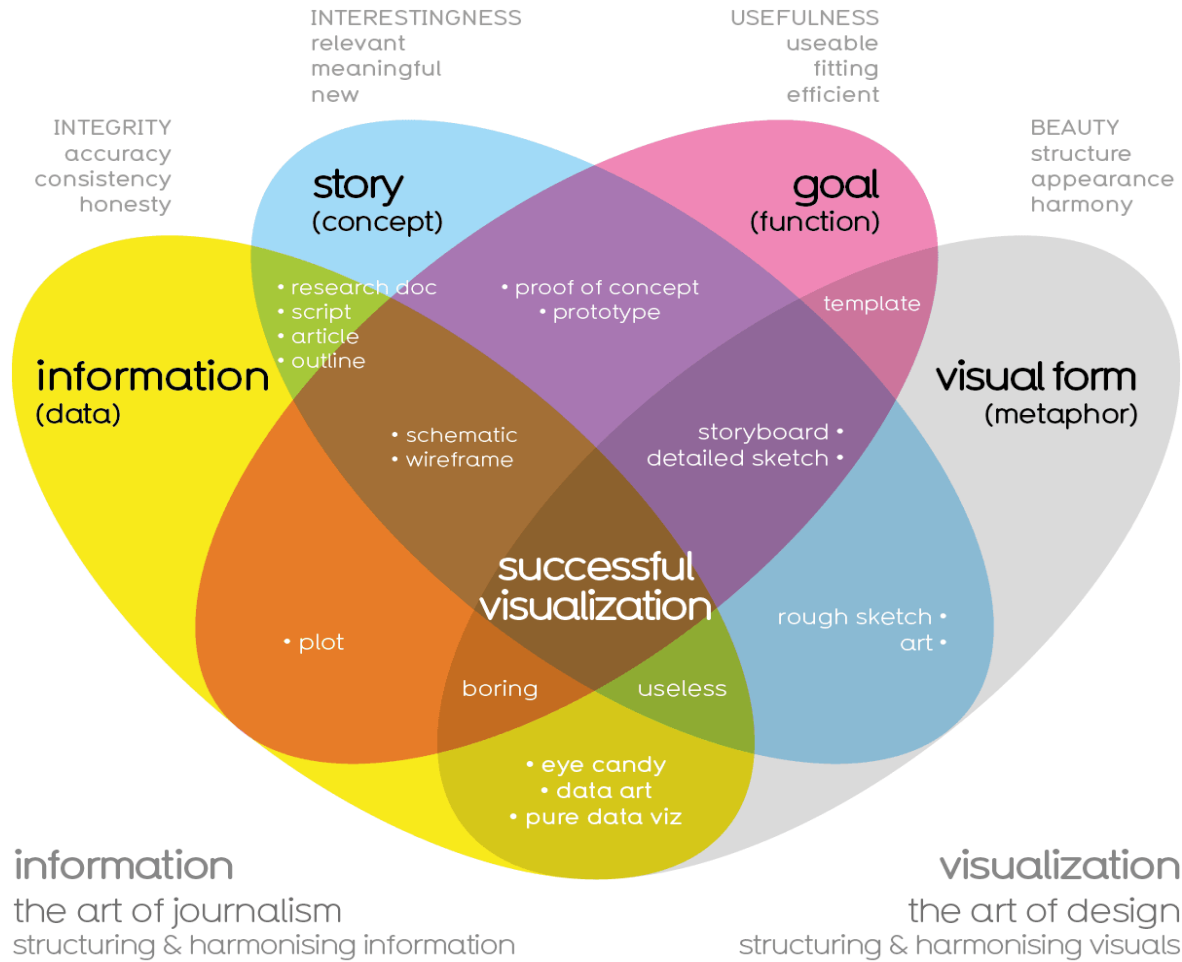 INTERESTINGNESS
relevant
meaningful
new
USEFULNESS
useable
fitting
efficient
INTEGRITY
accuracy
consistency
honesty
BEAUTY
structure
appearance
harmony
story
(concept)
goal
(function)
information
(data)
visual form
(metaphor)
• research doc
• script
• article
• outline
• proof of concept
• prototype
template
• schematic
• wireframe
storyboard •
detailed sketch •
successful
visualization
• plot
rough sketch •
art •
boring
useless
• eye candy
• data art
• pure data viz
information
the art of journalism
structuring & harmonising information
visualization
the art of design
structuring & harmonising visuals